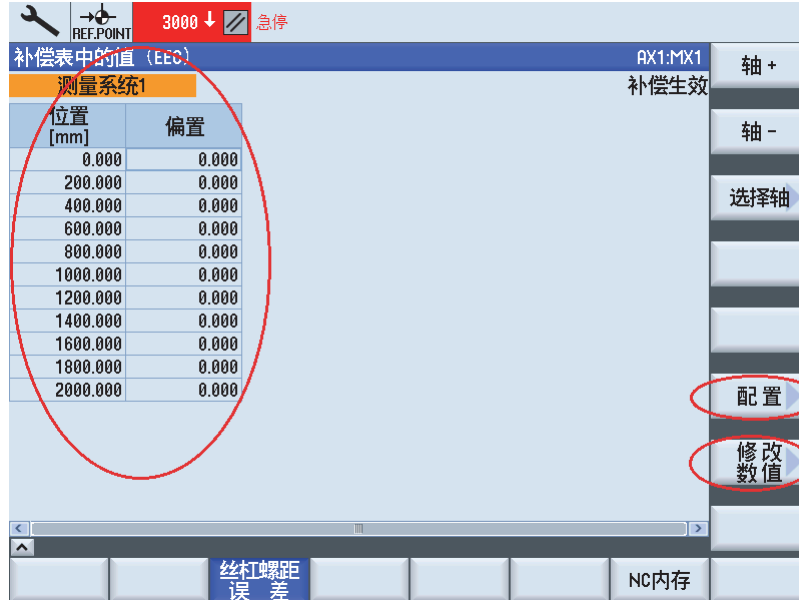 REF.POINT
3000
急停
补偿表中的值（EEC）
AX1:MX1
测量系统1
补偿生效
位置
[mm]
偏置
0.000 0.000
200.000 0.000
400.000 0.000
600.000 0.000
800.000 0.000
1000.000 0.000
1200.000 0.000
1400.000 0.000
1600.000 0.000
1800.000 0.000
2000.000 0.000
轴 +
轴 -
选择轴
配 置
修 改
数 值
丝杠螺距
误 差
NC内存